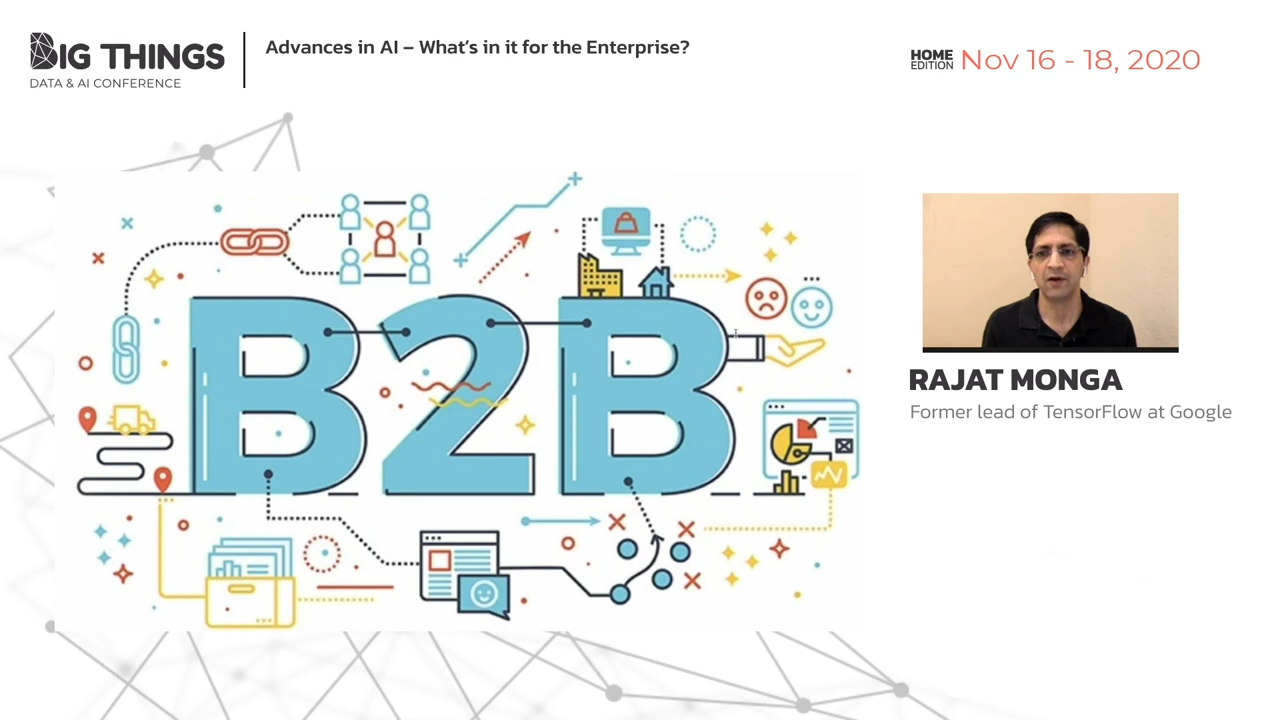 BIG THINGS
DATA & AI CONFERENCE
Advances in AI – What's in it for the Enterprise?
HOME
EDITION
Nov 16 - 18, 2020
B2B
RAJAT MONGA
Former lead of TensorFlow at Google